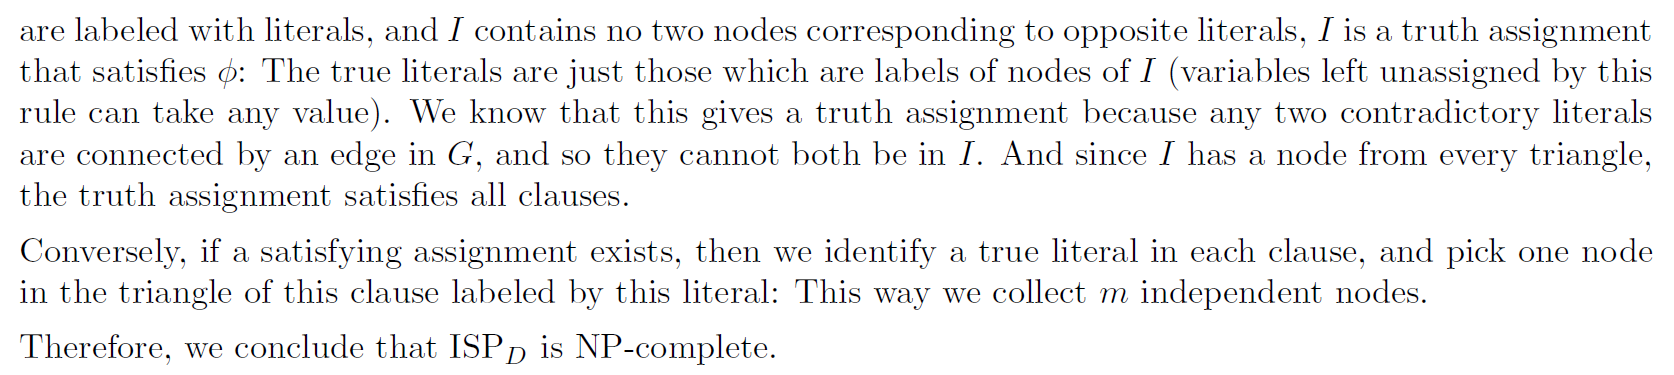 are labeled with literals, and I contains no two nodes corresponding to opposite literals, I is a truth assignment
that satisfies ϕ: The true literals are just those which are labels of nodes of I (variables left unassigned by this
rule can take any value). We know that this gives a truth assignment because any two contradictory literals
are connected by an edge in G, and so they cannot both be in I. And since I has a node from every triangle,
the truth assignment satisfies all clauses.
Conversely, if a satisfying assignment exists, then we identify a true literal in each clause, and pick one node
in the triangle of this clause labeled by this literal: This way we collect m independent nodes.
Therefore, we conclude that ISP_D is NP-complete.